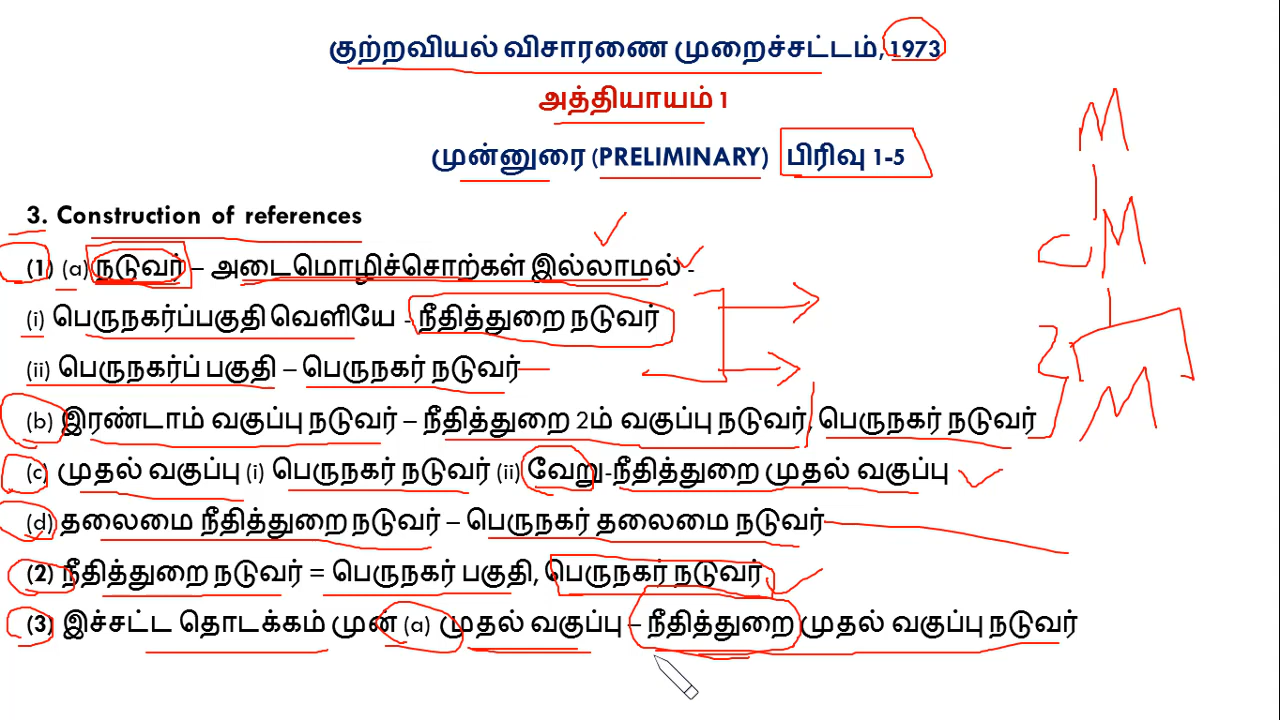 குற்றவியல் விசாரணை முறைச்சட்டம், 1973
அத்தியாயம் 1
முன்னுரை (PRELIMINARY) பிரிவு 1-5
3. Construction of references
(1) (a) நடுவர் – அடைமொழிச்சொற்கள் இல்லாமல் -
(i) பெருநகர்ப்பகுதி வெளியே - நீதித்துறை நடுவர்
(ii) பெருநகர்ப் பகுதி – பெருநகர் நடுவர்
(b) இரண்டாம் வகுப்பு நடுவர் – நீதித்துறை 2ம் வகுப்பு நடுவர், பெருநகர் நடுவர்
(c) முதல் வகுப்பு (i) பெருநகர் நடுவர் (ii) வேறு-நீதித்துறை முதல் வகுப்பு
(d) தலைமை நீதித்துறை நடுவர் – பெருநகர் தலைமை நடுவர்
(2) நீதித்துறை நடுவர் = பெருநகர் பகுதி, பெருநகர் நடுவர்
(3) இச்சட்ட தொடக்கம் முன் (a) முதல் வகுப்பு – நீதித்துறை முதல் வகுப்பு நடுவர்
M
M
M